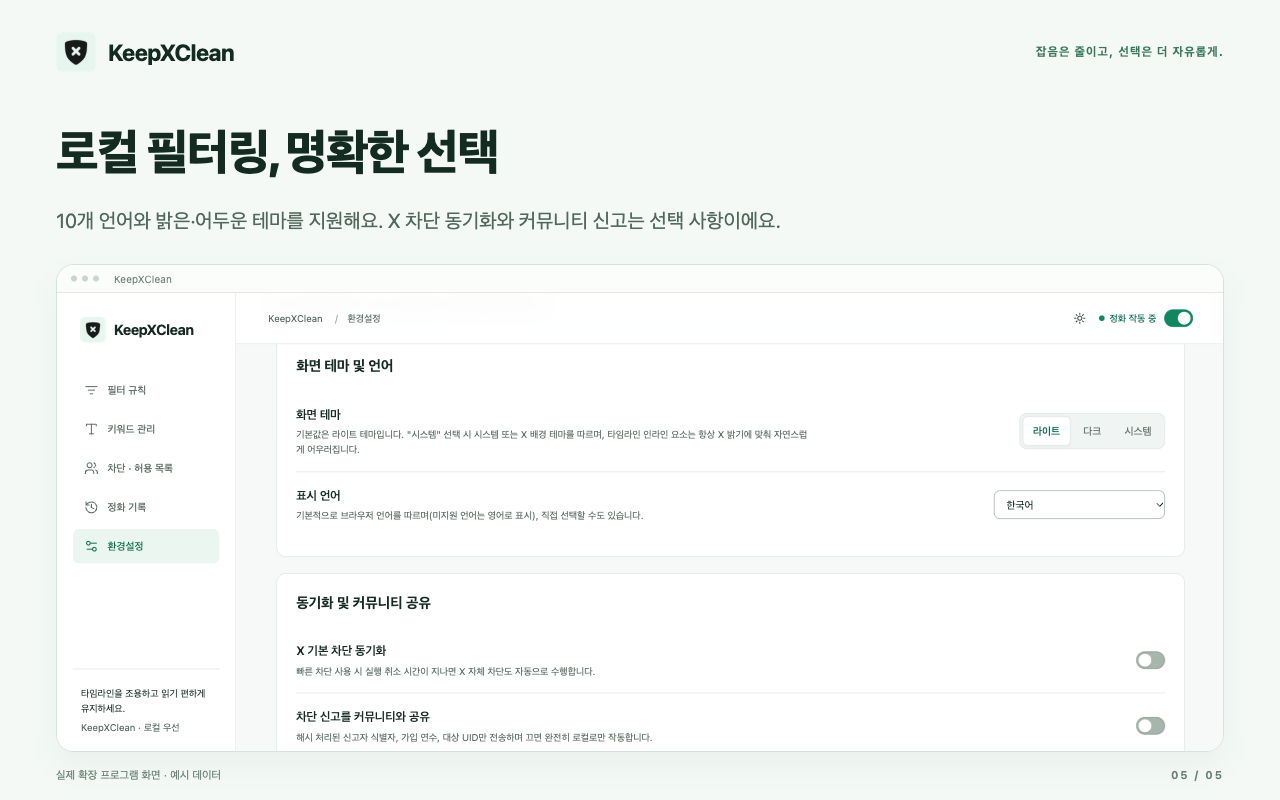 KeepXClean
잡음은 줄이고, 선택은 더 자유롭게.
로컬 필터링, 명확한 선택
10개 언어와 밝은·어두운 테마를 지원해요. X 차단 동기화와 커뮤니티 신고는 선택 사항이에요.
KeepXClean
KeepXClean
KeepXClean / 환경설정
정화 작동 중
필터 규칙
키워드 관리
차단 · 허용 목록
정화 기록
환경설정
타임라인을 조용하고 읽기 편하게
유지하세요.
KeepXClean · 로컬 우선
화면 테마 및 언어
화면 테마
기본값은 라이트 테마입니다. "시스템" 선택 시 시스템 또는 X 배경 테마를 따르며, 타임라인 인라인 요소는 항상 X 밝기에 맞춰 자연스럽
게 어우러집니다.
라이트 다크 시스템
표시 언어
기본적으로 브라우저 언어를 따르며(미지원 언어는 영어로 표시), 직접 선택할 수도 있습니다.
한국어
동기화 및 커뮤니티 공유
X 기본 차단 동기화
빠른 차단 사용 시 실행 취소 시간이 지나면 X 자체 차단도 자동으로 수행합니다.
차단 신고를 커뮤니티와 공유
해시 처리된 신고자 식별자, 가입 연수, 대상 UID만 전송하며 끄면 완전히 로컬로만 작동합니다.
실제 확장 프로그램 화면 · 예시 데이터
05 / 05